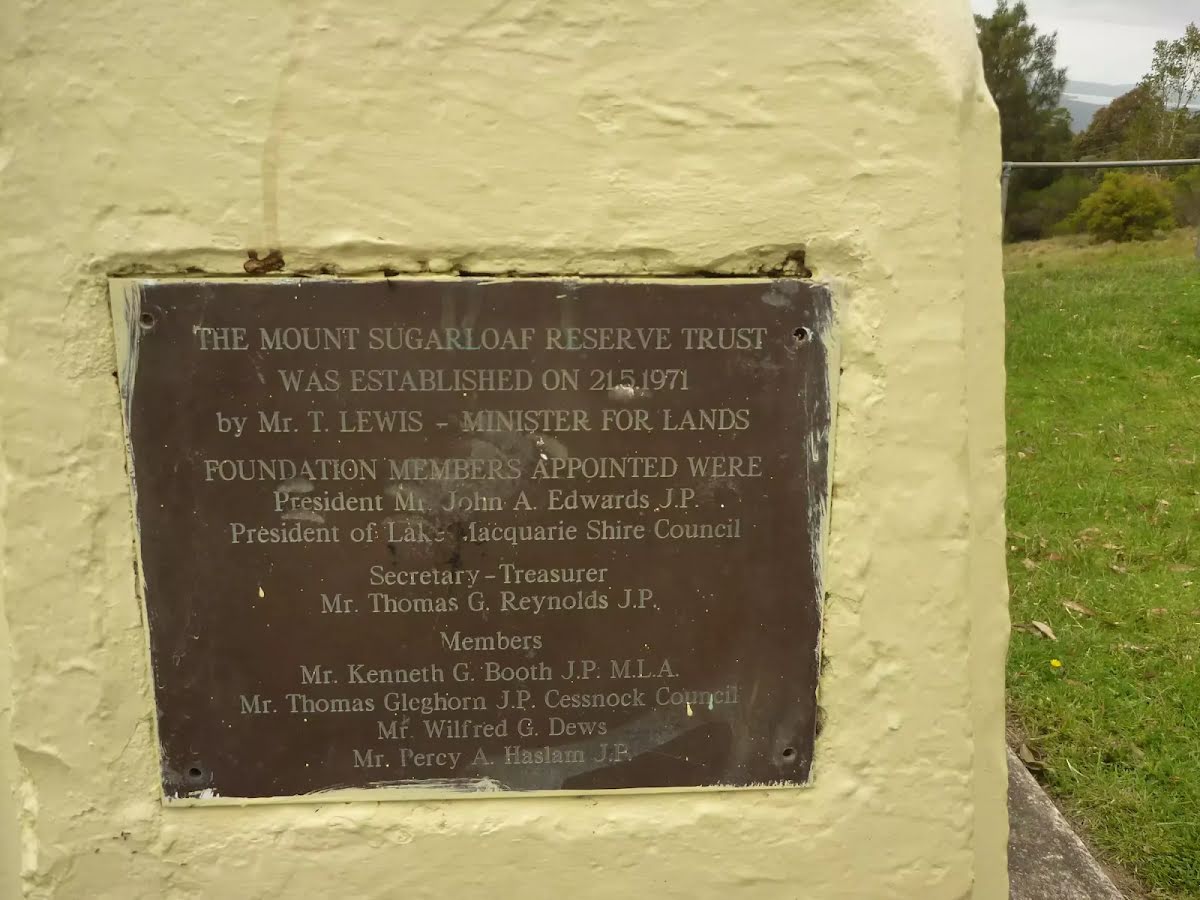 THE MOUNT SUGARLOAF RESERVE TRUST
WAS ESTABLISHED ON 21.5.1971
by Mr. T. LEWIS - MINISTER FOR LANDS
FOUNDATION MEMBERS APPOINTED WERE
President Mr. John A. Edwards J.P.
President of Lake Macquarie Shire Council
Secretary-Treasurer
Mr. Thomas G. Reynolds J.P.
Members
Mr. Kenneth G. Booth J.P. M.L.A.
Mr. Thomas Gleghorn J.P. Cessnock Council
Mr. Wilfred G. Dews
Mr. Percy A. Haslam J.P.